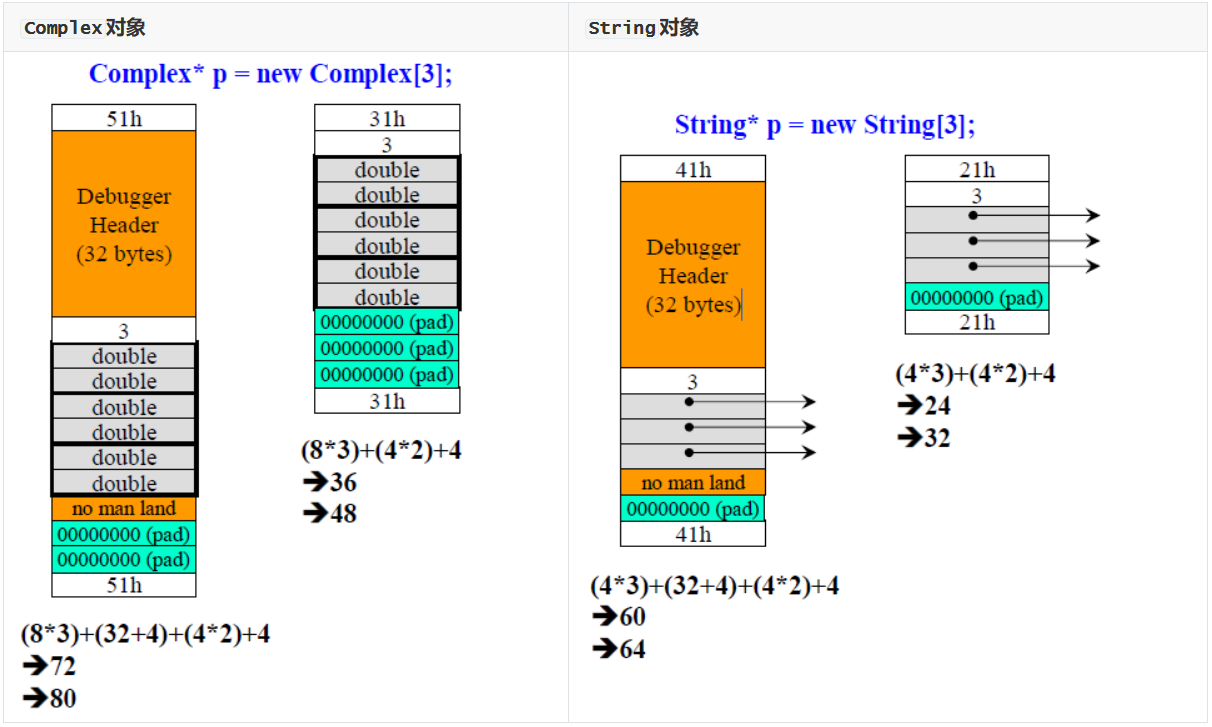 Complex对象
Complex* p = new Complex[3];
51h
Debugger
Header
(32 bytes)
3
double
double
double
double
double
double
no man land
00000000 (pad)
00000000 (pad)
51h
(8*3)+(32+4)+(4*2)+4
➔72
➔80
31h
3
double
double
double
double
double
double
00000000 (pad)
00000000 (pad)
00000000 (pad)
31h
(8*3)+(4*2)+4
➔36
➔48
String对象
String* p = new String[3];
41h
Debugger
Header
(32 bytes)
3
no man land
00000000 (pad)
41h
(4*3)+(32+4)+(4*2)+4
➔60
➔64
21h
3
00000000 (pad)
21h
(4*3)+(4*2)+4
➔24
➔32